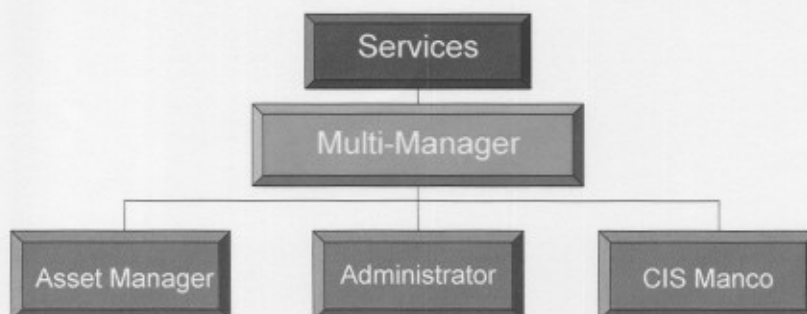 Services
Multi-Manager
Asset Manager
Administrator
CIS Manco